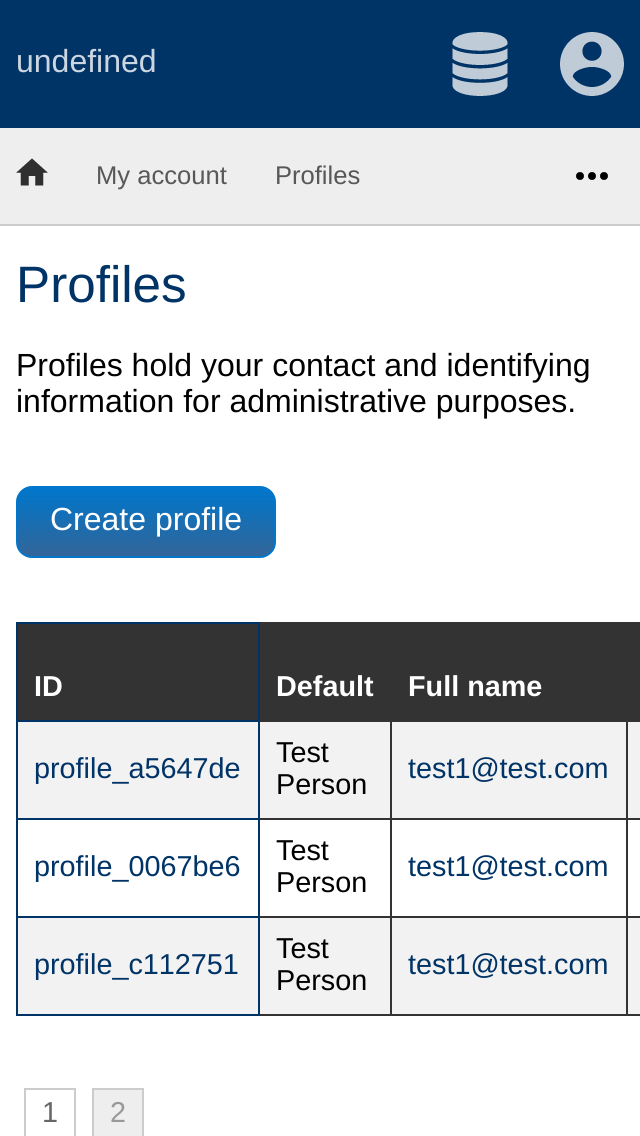 undefined
My account Profiles
Profiles
Profiles hold your contact and identifying
information for administrative purposes.
Create profile
ID Default Full name
profile_a5647de Test Person test1@test.com
profile_0067be6 Test Person test1@test.com
profile_c112751 Test Person test1@test.com
1 2